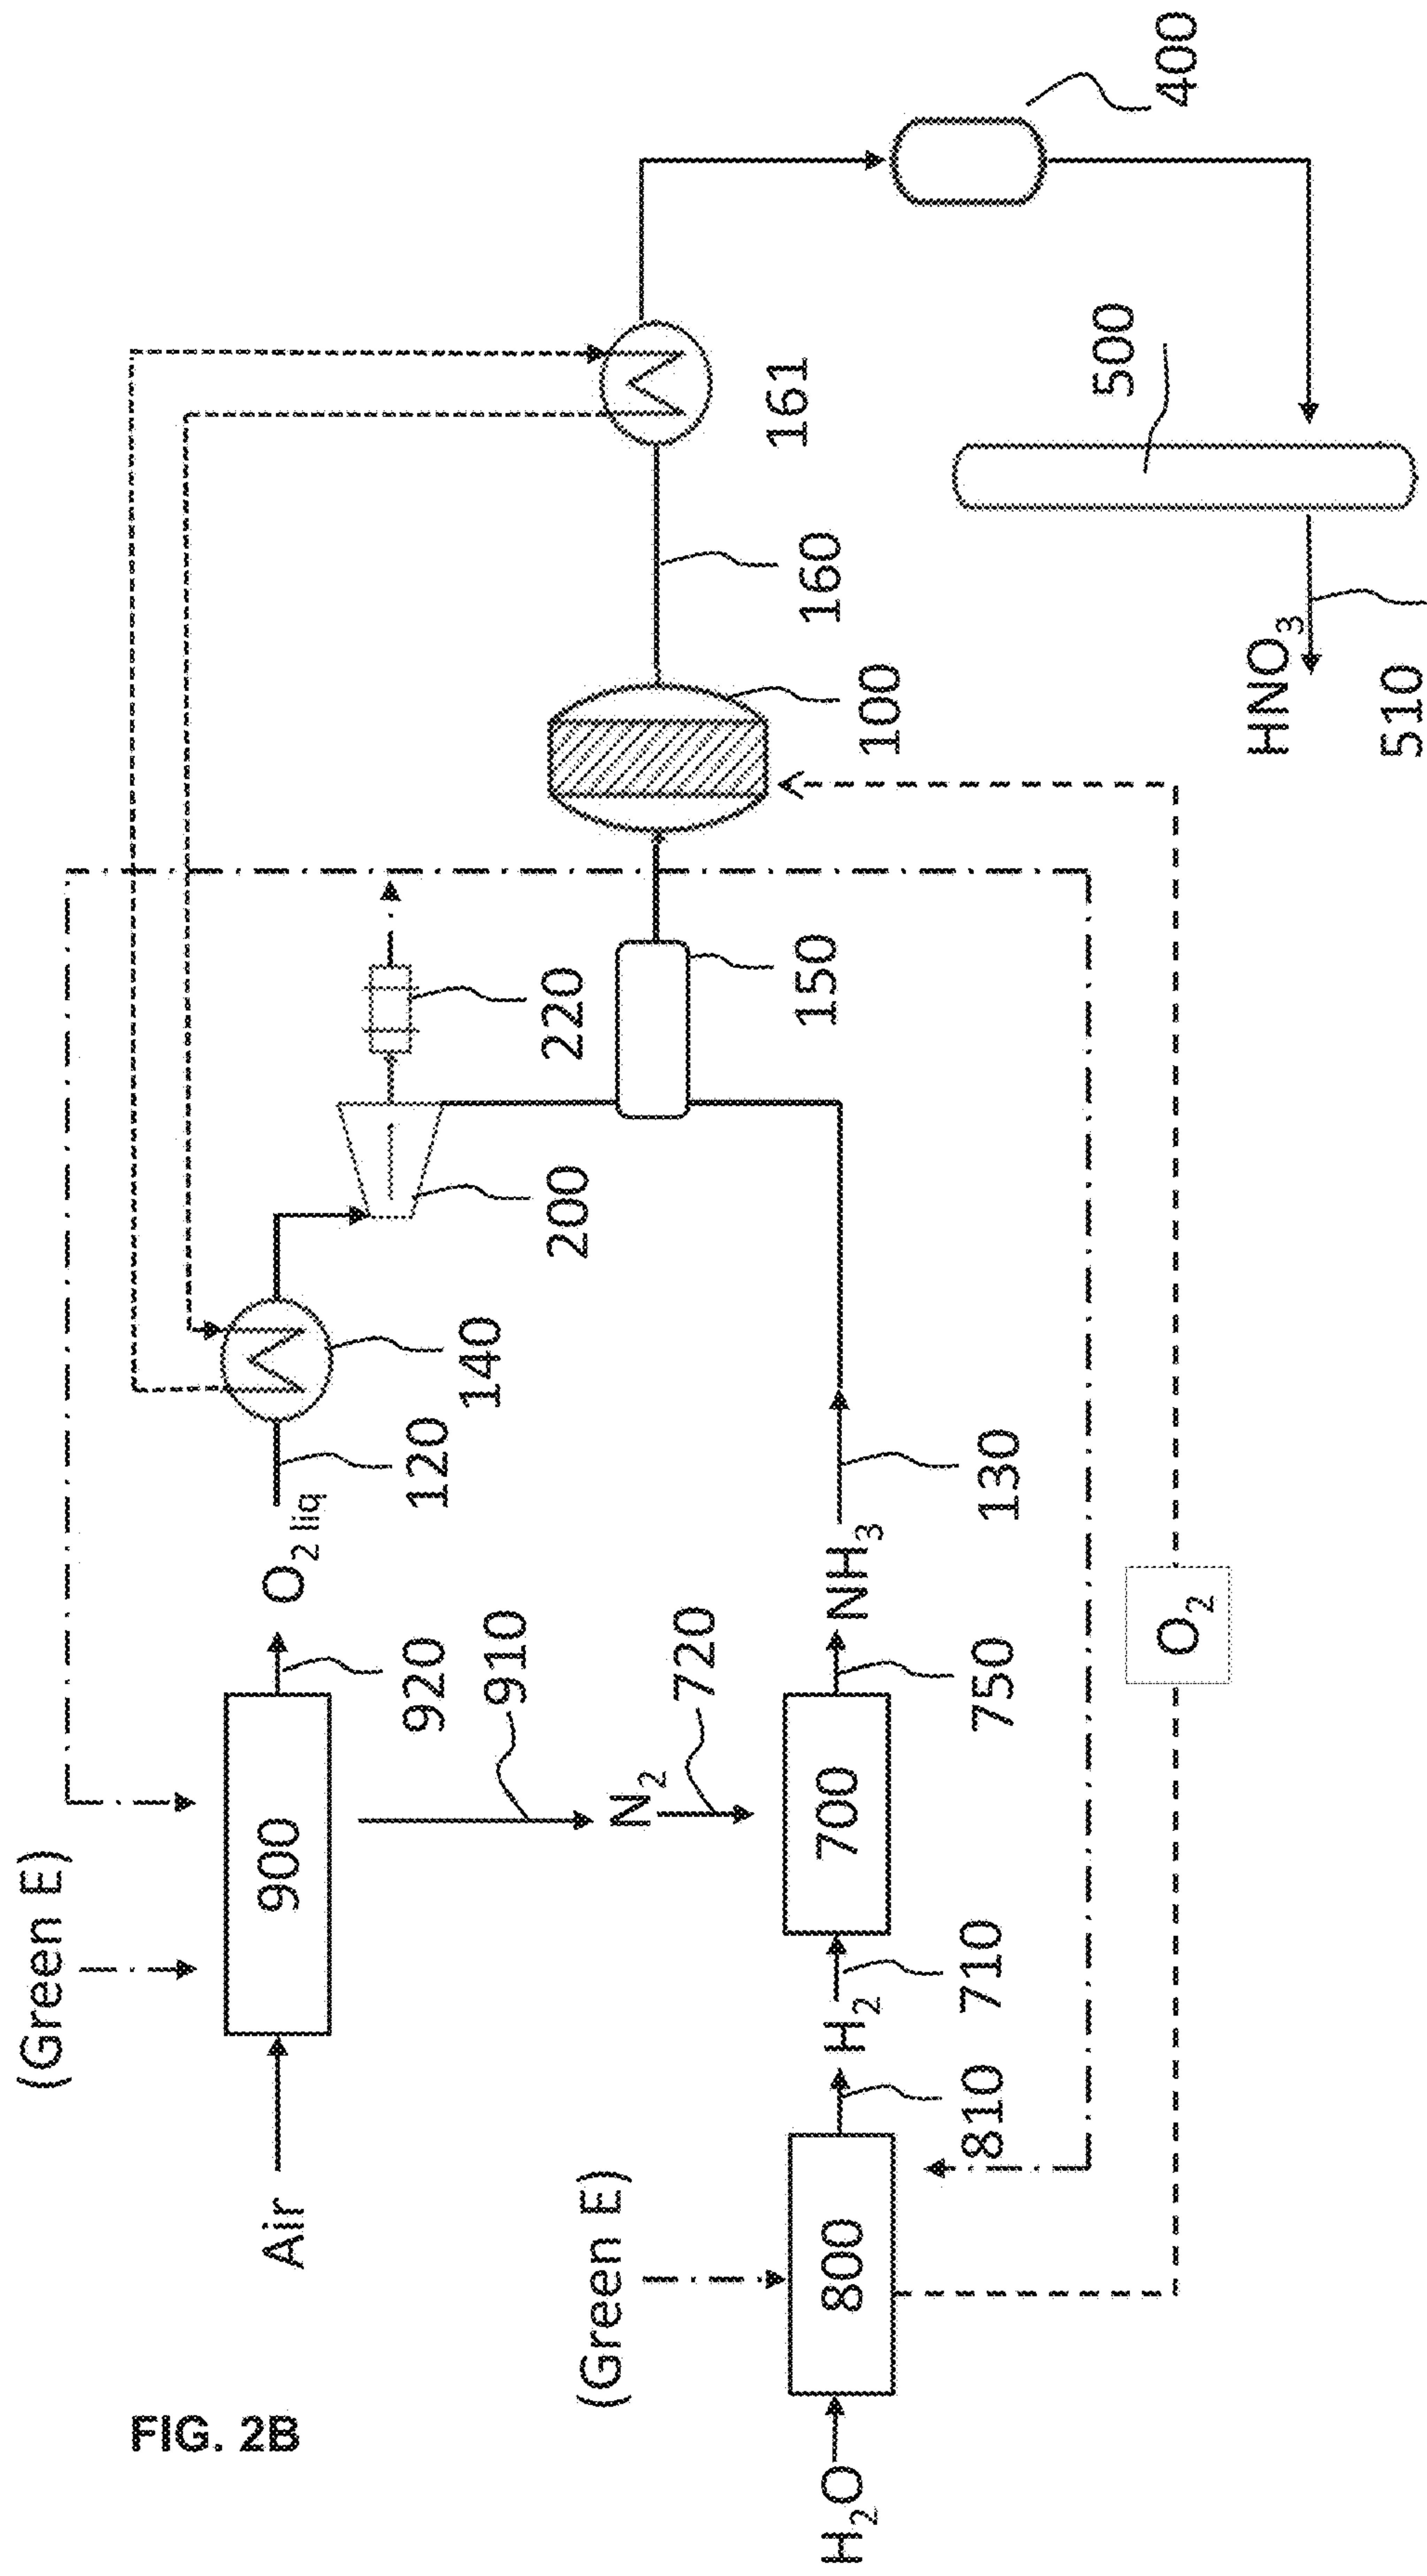 FIG. 2B
(Green E)
Air
900
920
O2 liq
120
140
200
220
910
N2
720
(Green E)
H2O
800
810
H2
710
700
750
NH3
130
150
100
160
161
400
500
O2
HNO3
510